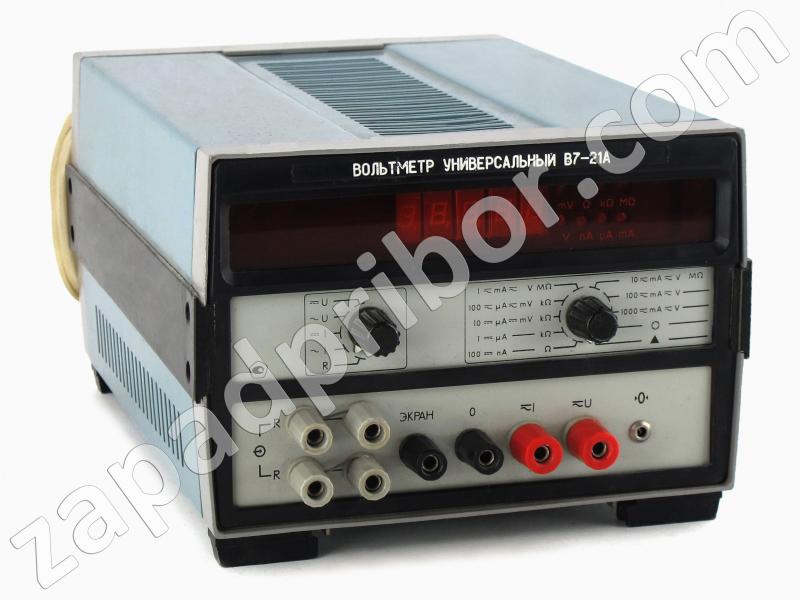 ВОЛЬТМЕТР УНИВЕРСАЛЬНЫЙ В7-21А
mV Ω kΩ MΩ
V nA μA mA
U
U
R
1 mA V MΩ
100 μA mV kΩ
10 μA mV kΩ
1 μA kΩ
100 nA Ω
10 mA V MΩ
100 mA V
1000 mA V
R
R
ЭКРАН
0
I
U
0
zapadpribor.com